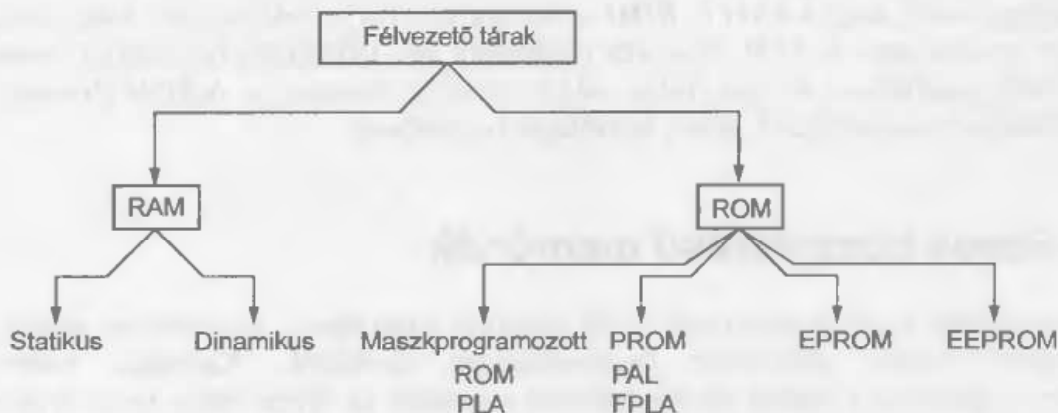 Félvezető tárak
RAM
ROM
Statikus
Dinamikus
Maszkprogramozott
ROM
PLA
PROM
PAL
FPLA
EPROM
EEPROM